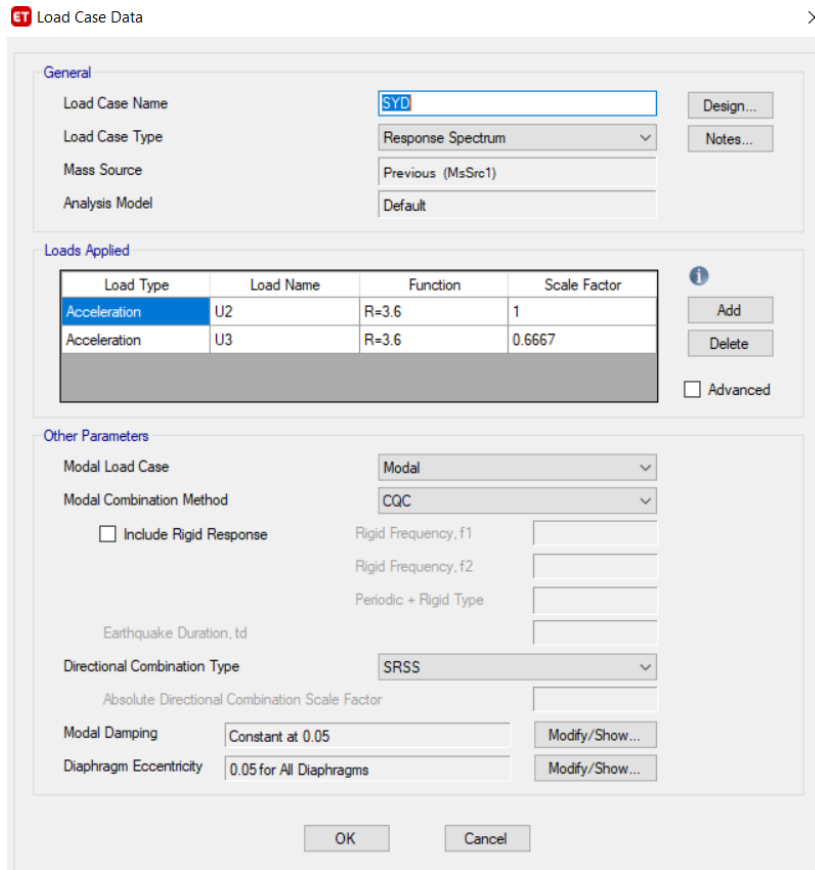 ET Load Case Data
General
Load Case Name SYD Design...
Load Case Type Response Spectrum Notes...
Mass Source Previous (MsSrc1)
Analysis Model Default
Loads Applied
Load Type Load Name Function Scale Factor
Acceleration U2 R=3.6 1 Add
Acceleration U3 R=3.6 0.6667 Delete
Advanced
Other Parameters
Modal Load Case Modal
Modal Combination Method CQC
Include Rigid Response Rigid Frequency, f1
Rigid Frequency, f2
Periodic + Rigid Type
Earthquake Duration, td
Directional Combination Type SRSS
Absolute Directional Combination Scale Factor
Modal Damping Constant at 0.05 Modify/Show...
Diaphragm Eccentricity 0.05 for All Diaphragms Modify/Show...
OK Cancel